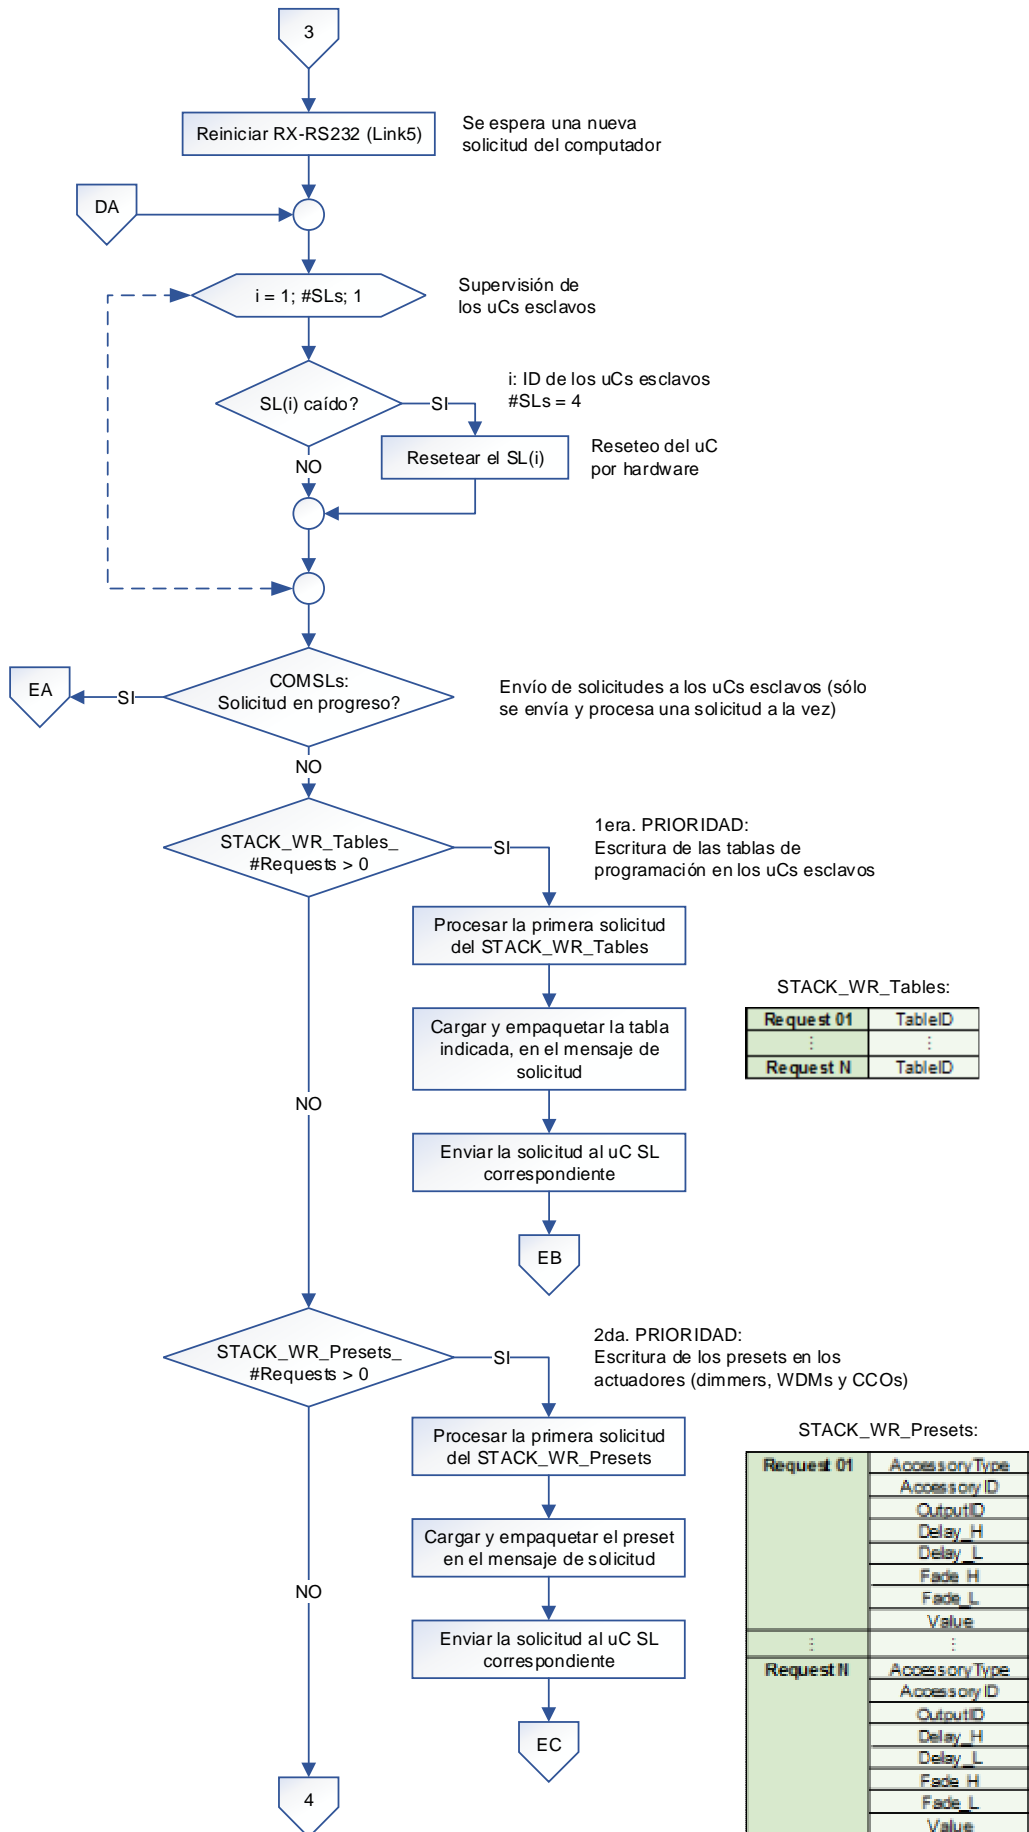 3
Reiniciar RX-RS232 (Link5)
Se espera una nueva
solicitud del computador
DA
i = 1; #SLs; 1
Supervisión de
los uCs esclavos
SL(i) caído?
SI
i: ID de los uCs esclavos
#SLs = 4
Resetear el SL(i)
Reseteo del uC
por hardware
NO
COMSLs:
Solicitud en progreso?
SI
EA
Envío de solicitudes a los uCs esclavos (sólo
se envía y procesa una solicitud a la vez)
NO
STACK_WR_Tables_
#Requests > 0
SI
1era. PRIORIDAD:
Escritura de las tablas de
programación en los uCs esclavos
Procesar la primera solicitud
del STACK_WR_Tables
STACK_WR_Tables:
Request 01 TableID
⋮ ⋮
Request N TableID
Cargar y empaquetar la tabla
indicada, en el mensaje de
solicitud
NO
Enviar la solicitud al uC SL
correspondiente
EB
STACK_WR_Presets_
#Requests > 0
SI
2da. PRIORIDAD:
Escritura de los presets en los
actuadores (dimmers, WDMs y CCOs)
Procesar la primera solicitud
del STACK_WR_Presets
STACK_WR_Presets:
Request 01 AccessoryType
AccessoryID
OutputID
Delay_H
Delay_L
Fade_H
Fade_L
Value
⋮ ⋮
Request N AccessoryType
AccessoryID
OutputID
Delay_H
Delay_L
Fade_H
Fade_L
Value
Cargar y empaquetar el preset
en el mensaje de solicitud
NO
Enviar la solicitud al uC SL
correspondiente
EC
4